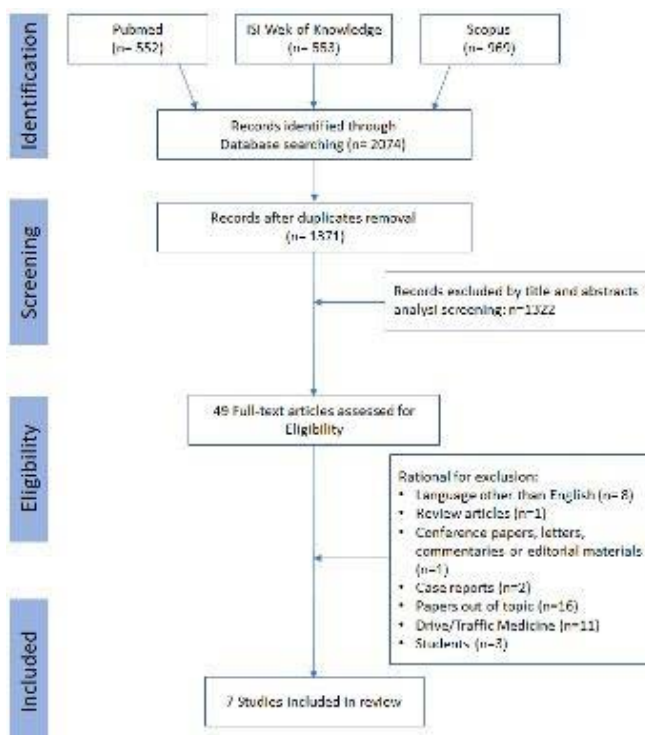 Identification
Pubmed
(n= 552)
ISI Wek of Knowledge
(n= 553)
Scopus
(n= 969)
Records identified through
Database searching (n= 2074)
Screening
Records after duplicates removal
(n= 1371)
Records excluded by title and abstracts
analysi screening: n=1322
Eligibility
49 Full-text articles assessed for
Eligibility
Rational for exclusion:
• Language other than English (n= 8)
• Review articles (n=1)
• Conference papers, letters,
commentaries or editorial materials
(n=1)
• Case reports (n=2)
• Papers out of topic (n=16)
• Drive/Traffic Medicine (n=11)
• Students (n=3)
Included
7 Studies included in review